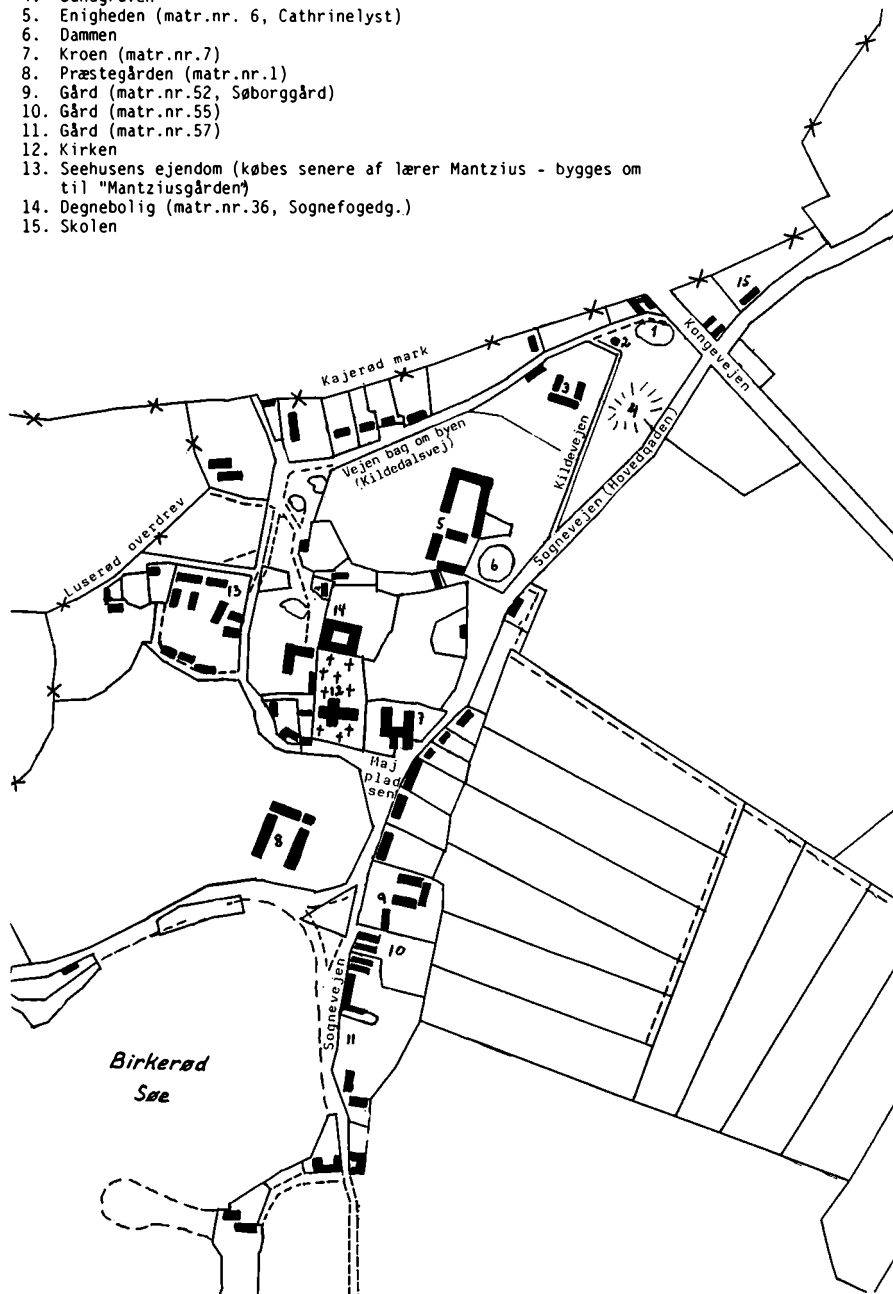 5. Enigheden (matr.nr. 6, Cathrinelyst)
6. Dammen
7. Kroen (matr.nr.7)
8. Præstegården (matr.nr.1)
9. Gård (matr.nr.52, Søborggård)
10. Gård (matr.nr.55)
11. Gård (matr.nr.57)
12. Kirken
13. Seehusens ejendom (købes senere af lærer Mantzius - bygges om
til "Mantziusgården")
14. Degnebolig (matr.nr.36, Sognefogedg.)
15. Skolen
15
1
2
Kongevejen
Kajerød mark
3
4
Vejen bag om byen
(Kildedalsvej)
Kildevejen
Sognevejen (Hovedgaden)
5
6
Luserød overdrev
13
14
12
7
Maj
plad
sen
8
9
10
Sognevejen
11
Birkerød
Søe